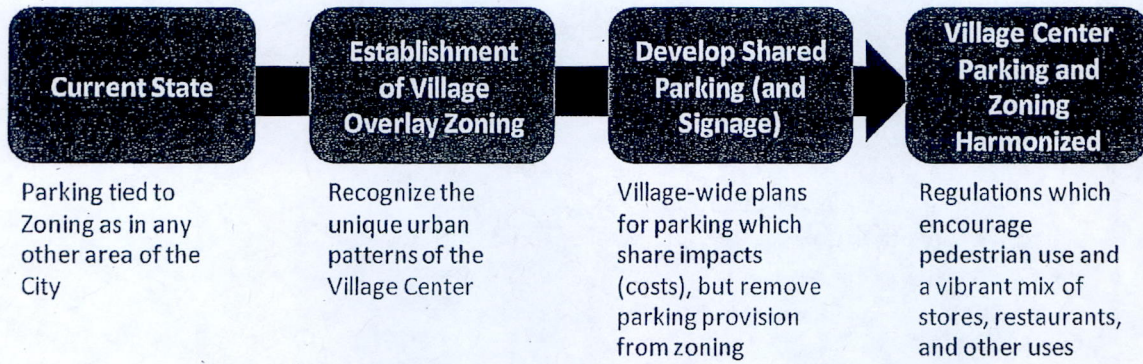 Current State
Establishment
of Village
Overlay Zoning
Develop Shared
Parking (and
Signage)
Village Center
Parking and
Zoning
Harmonized
Parking tied to
Zoning as in any
other area of the
City
Recognize the
unique urban
patterns of the
Village Center
Village-wide plans
for parking which
share impacts
(costs), but remove
parking provision
from zoning
Regulations which
encourage
pedestrian use and
a vibrant mix of
stores, restaurants,
and other uses